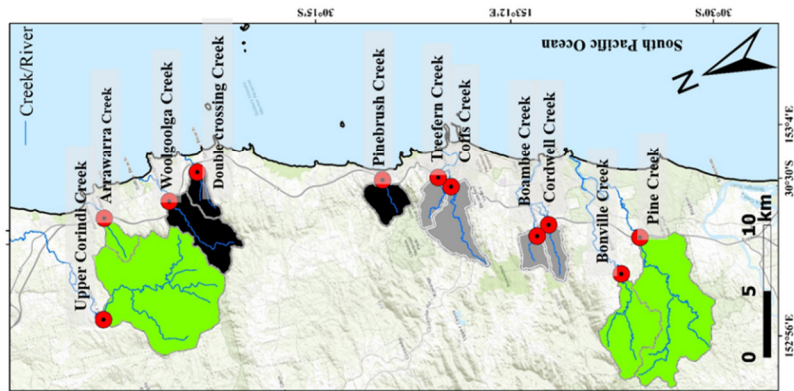 30°15'S
153°12'E
30°30'S
Creek/River
South Pacific Ocean
N
Upper Corindi Creek
Arrawarra Creek
Woolgoolga Creek
Double crossing Creek
Pinebrush Creek
Treefern Creek
Coffs Creek
Boambee Creek
Cordwell Creek
Bonville Creek
Pine Creek
153°4'E
30°30'S
152°56'E
0 5 10
km